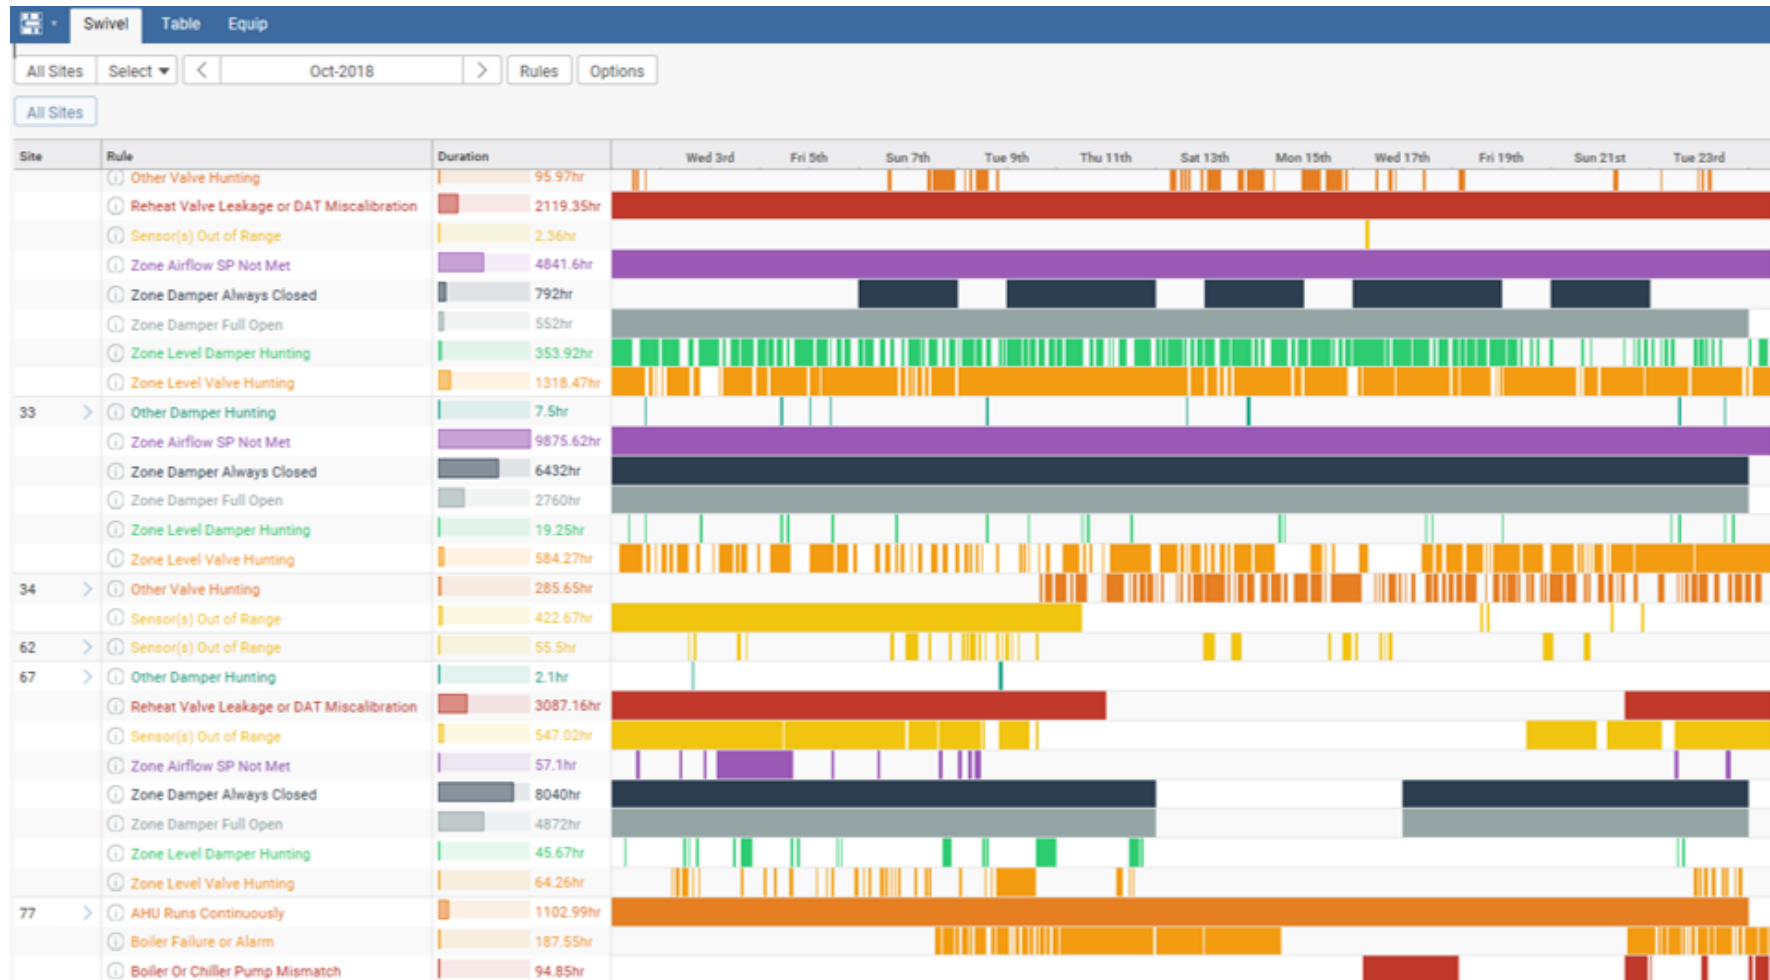 Swivel Table Equip
All Sites Select Oct-2018 Rules Options
All Sites
Site Rule Duration Wed 3rd Fri 5th Sun 7th Tue 9th Thu 11th Sat 13th Mon 15th Wed 17th Fri 19th Sun 21st Tue 23rd
Other Valve Hunting 95.97hr
Reheat Valve Leakage or DAT Miscalibration 2119.35hr
Sensor(s) Out of Range 2.36hr
Zone Airflow SP Not Met 4841.6hr
Zone Damper Always Closed 792hr
Zone Damper Full Open 552hr
Zone Level Damper Hunting 353.92hr
Zone Level Valve Hunting 1318.47hr
33 Other Damper Hunting 7.5hr
Zone Airflow SP Not Met 9875.62hr
Zone Damper Always Closed 6432hr
Zone Damper Full Open 2760hr
Zone Level Damper Hunting 19.25hr
Zone Level Valve Hunting 584.27hr
34 Other Valve Hunting 285.65hr
Sensor(s) Out of Range 422.67hr
62 Sensor(s) Out of Range 55.5hr
67 Other Damper Hunting 2.1hr
Reheat Valve Leakage or DAT Miscalibration 3087.16hr
Sensor(s) Out of Range 547.02hr
Zone Airflow SP Not Met 57.1hr
Zone Damper Always Closed 8040hr
Zone Damper Full Open 4872hr
Zone Level Damper Hunting 45.67hr
Zone Level Valve Hunting 64.26hr
77 AHU Runs Continuously 1102.99hr
Boiler Failure or Alarm 187.55hr
Boiler Or Chiller Pump Mismatch 94.85hr